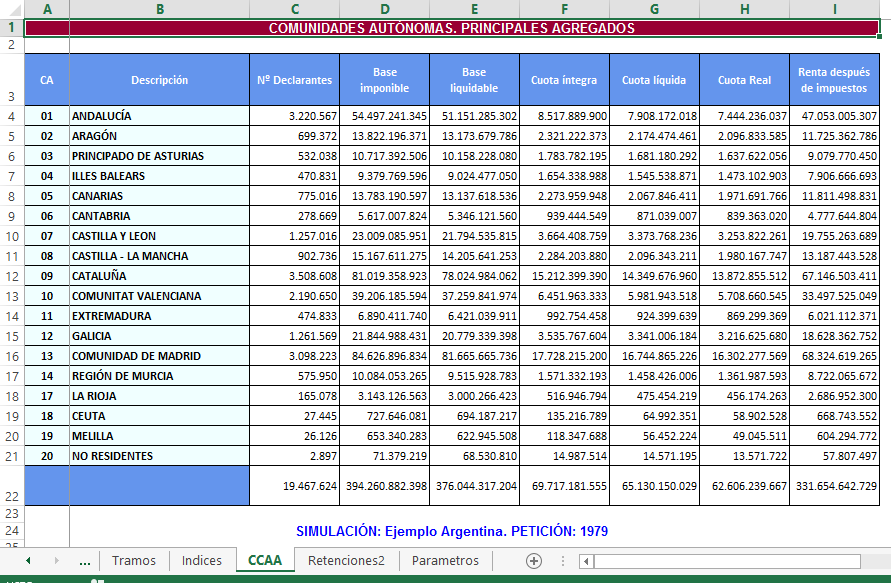 A B C D E F G H I
1 COMUNIDADES AUTÓNOMAS. PRINCIPALES AGREGADOS
2
3 CA Descripción Nº Declarantes Base imponible Base liquidable Cuota íntegra Cuota líquida Cuota Real Renta después de impuestos
4 01 ANDALUCÍA 3.220.567 54.497.241.345 51.151.285.302 8.517.889.900 7.908.172.018 7.444.236.037 47.053.005.307
5 02 ARAGÓN 699.372 13.822.196.371 13.173.679.786 2.321.222.373 2.174.474.461 2.096.833.585 11.725.362.786
6 03 PRINCIPADO DE ASTURIAS 532.038 10.717.392.506 10.158.228.080 1.783.782.195 1.681.180.292 1.637.622.056 9.079.770.450
7 04 ILLES BALEARS 470.831 9.379.769.596 9.024.477.050 1.654.338.988 1.545.538.871 1.473.102.903 7.906.666.693
8 05 CANARIAS 775.016 13.783.190.597 13.137.618.536 2.273.959.948 2.067.846.411 1.971.691.766 11.811.498.831
9 06 CANTABRIA 278.669 5.617.007.824 5.346.121.560 939.444.549 871.039.007 839.363.020 4.777.644.804
10 07 CASTILLA Y LEON 1.257.016 23.009.085.951 21.794.535.815 3.664.408.759 3.373.768.236 3.253.822.261 19.755.263.689
11 08 CASTILLA - LA MANCHA 902.736 15.167.611.275 14.205.641.253 2.284.203.880 2.096.343.211 1.980.167.747 13.187.443.528
12 09 CATALUÑA 3.508.608 81.019.358.923 78.024.984.062 15.212.399.390 14.349.676.960 13.872.855.512 67.146.503.411
13 10 COMUNITAT VALENCIANA 2.190.650 39.206.185.594 37.259.841.974 6.451.963.333 5.981.943.518 5.708.660.545 33.497.525.049
14 11 EXTREMADURA 474.833 6.890.411.740 6.421.039.911 992.754.458 924.399.639 869.299.369 6.021.112.371
15 12 GALICIA 1.261.569 21.844.988.431 20.779.339.398 3.535.767.604 3.341.006.184 3.216.625.680 18.628.362.752
16 13 COMUNIDAD DE MADRID 3.098.223 84.626.896.834 81.665.665.736 17.728.215.200 16.744.865.226 16.302.277.569 68.324.619.265
17 14 REGIÓN DE MURCIA 575.950 10.084.053.265 9.515.928.783 1.571.332.193 1.458.426.006 1.361.987.593 8.722.065.672
18 17 LA RIOJA 165.078 3.143.126.563 3.000.266.423 516.946.794 475.454.219 456.174.263 2.686.952.300
19 18 CEUTA 27.445 727.646.081 694.187.217 135.216.789 64.992.351 58.902.528 668.743.552
20 19 MELILLA 26.126 653.340.283 622.945.508 118.347.688 56.452.224 49.045.511 604.294.772
21 20 NO RESIDENTES 2.897 71.379.219 68.530.810 14.987.514 14.571.195 13.571.722 57.807.497
22 19.467.624 394.260.882.398 376.044.317.204 69.717.181.555 65.130.150.029 62.606.239.667 331.654.642.729
23
24 SIMULACIÓN: Ejemplo Argentina. PETICIÓN: 1979
... Tramos Indices CCAA Retenciones2 Parametros